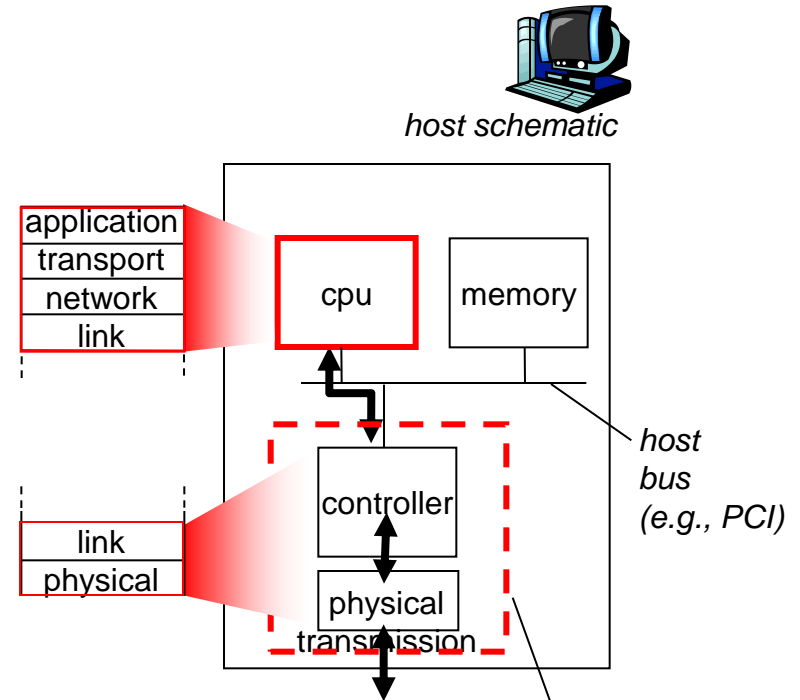 host schematic
application
transport
network
link
cpu
memory
host
bus
(e.g., PCI)
controller
link
physical
physical
transmission